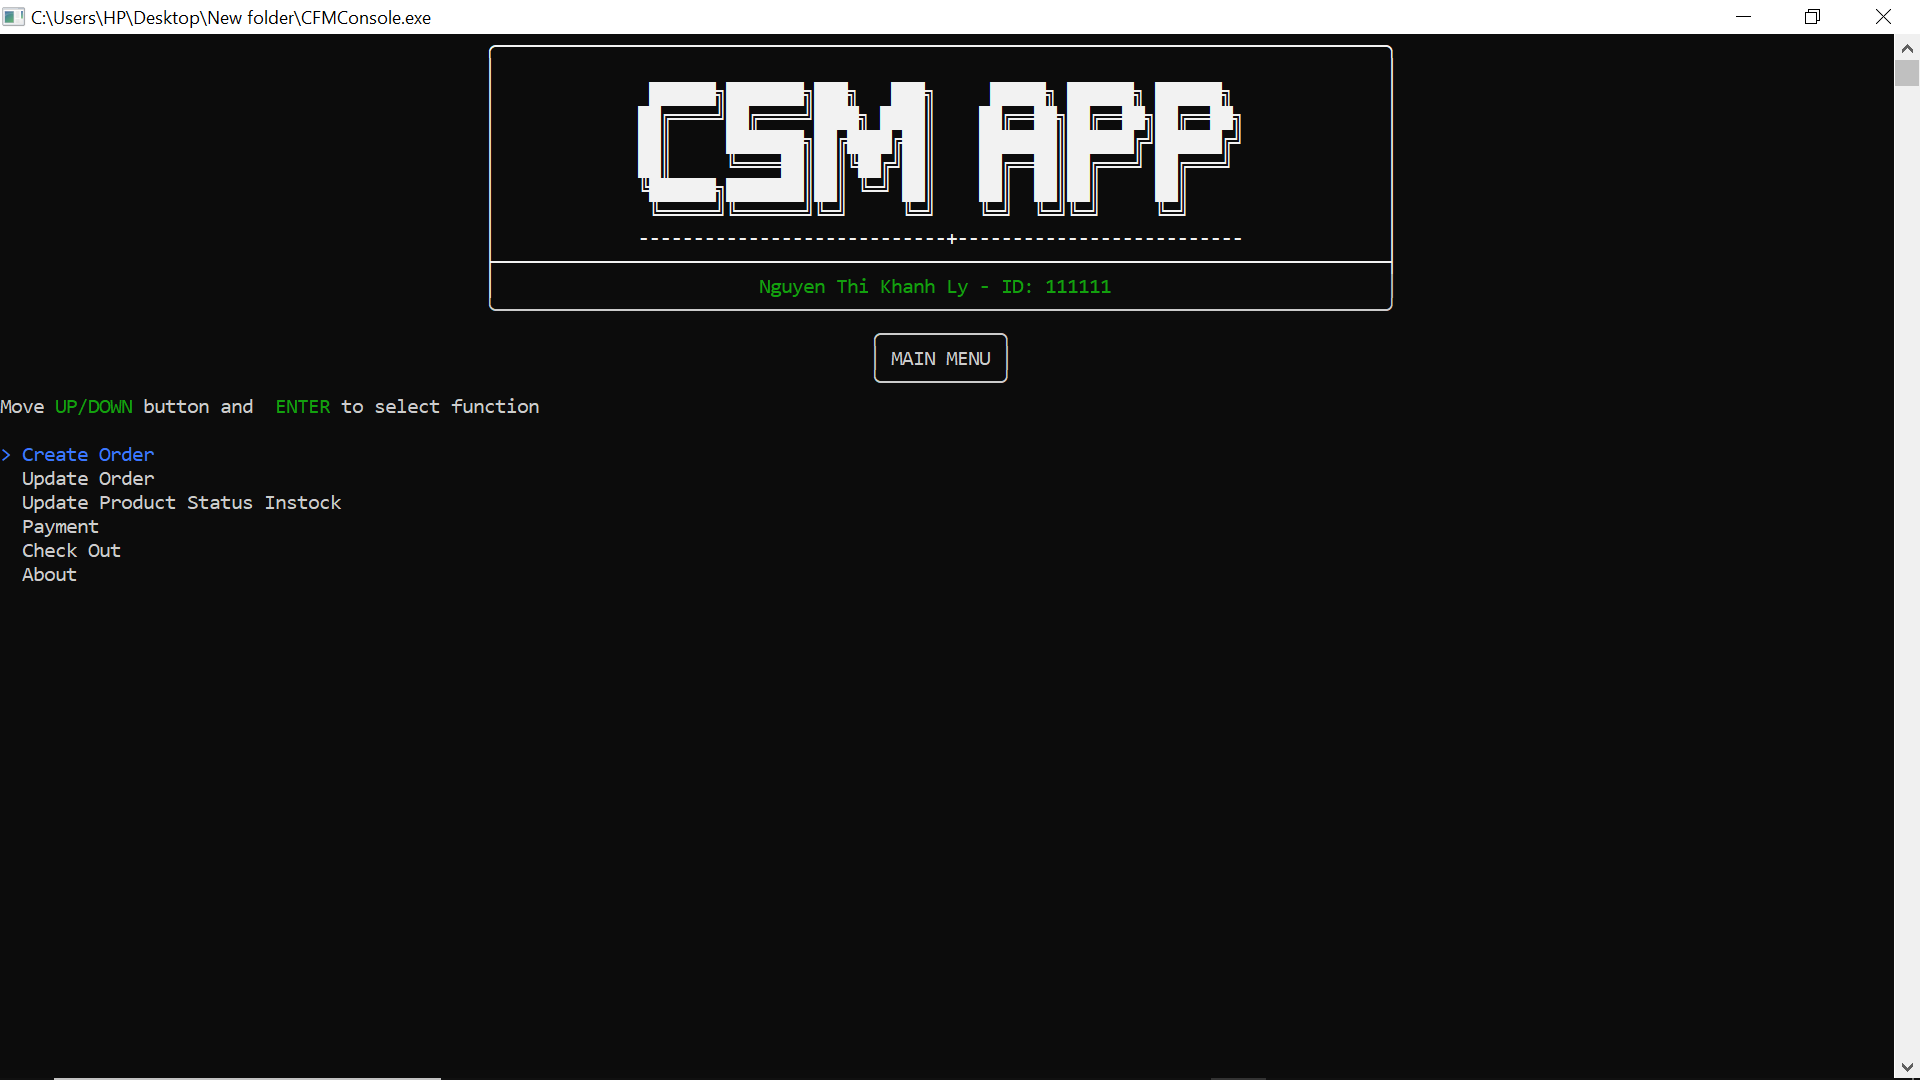 C:\Users\HP\Desktop\New folder\CFMConsole.exe
CSM APP
---------------------------+--------------------------
Nguyen Thi Khanh Ly - ID: 111111
MAIN MENU
Move UP/DOWN button and  ENTER to select function
> Create Order
Update Order
Update Product Status Instock
Payment
Check Out
About